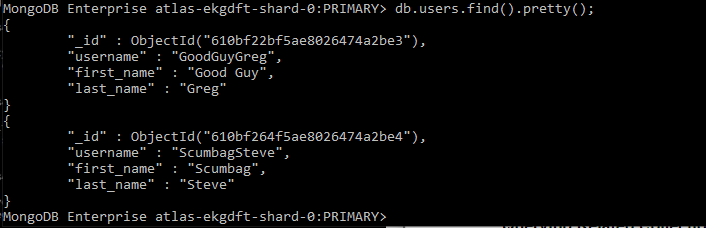 MongoDB Enterprise atlas-ekgdft-shard-0:PRIMARY> db.users.find().pretty();
{
        "_id" : ObjectId("610bf22bf5ae8026474a2be3"),
        "username" : "GoodGuyGreg",
        "first_name" : "Good Guy",
        "last_name" : "Greg"
}
{
        "_id" : ObjectId("610bf264f5ae8026474a2be4"),
        "username" : "ScumbagSteve",
        "first_name" : "Scumbag",
        "last_name" : "Steve"
}
MongoDB Enterprise atlas-ekgdft-shard-0:PRIMARY>